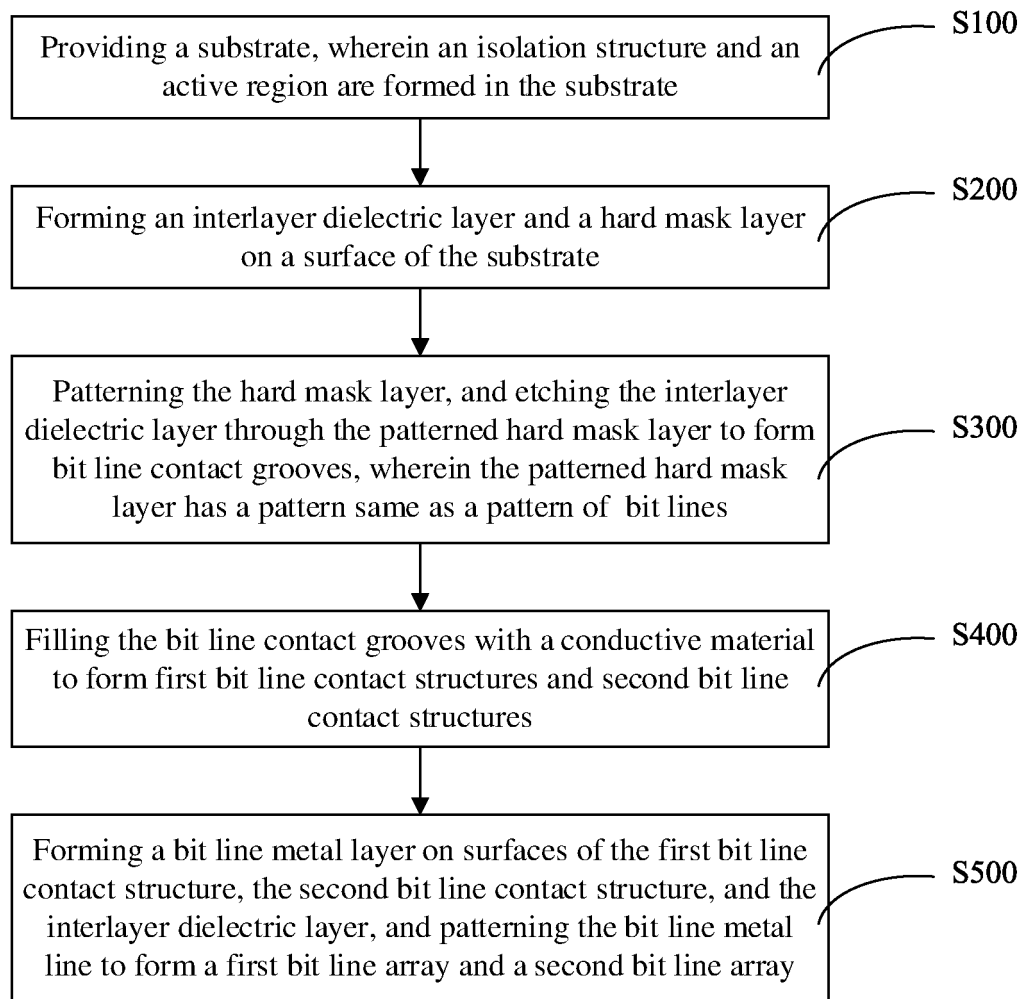 S100
Providing a substrate, wherein an isolation structure and an
active region are formed in the substrate
S200
Forming an interlayer dielectric layer and a hard mask layer
on a surface of the substrate
Patterning the hard mask layer, and etching the interlayer
dielectric layer through the patterned hard mask layer to form
bit line contact grooves, wherein the patterned hard mask
layer has a pattern same as a pattern of bit lines
S300
Filling the bit line contact grooves with a conductive material
to form first bit line contact structures and second bit line
contact structures
S400
Forming a bit line metal layer on surfaces of the first bit line
contact structure, the second bit line contact structure, and the
interlayer dielectric layer, and patterning the bit line metal
line to form a first bit line array and a second bit line array
S500